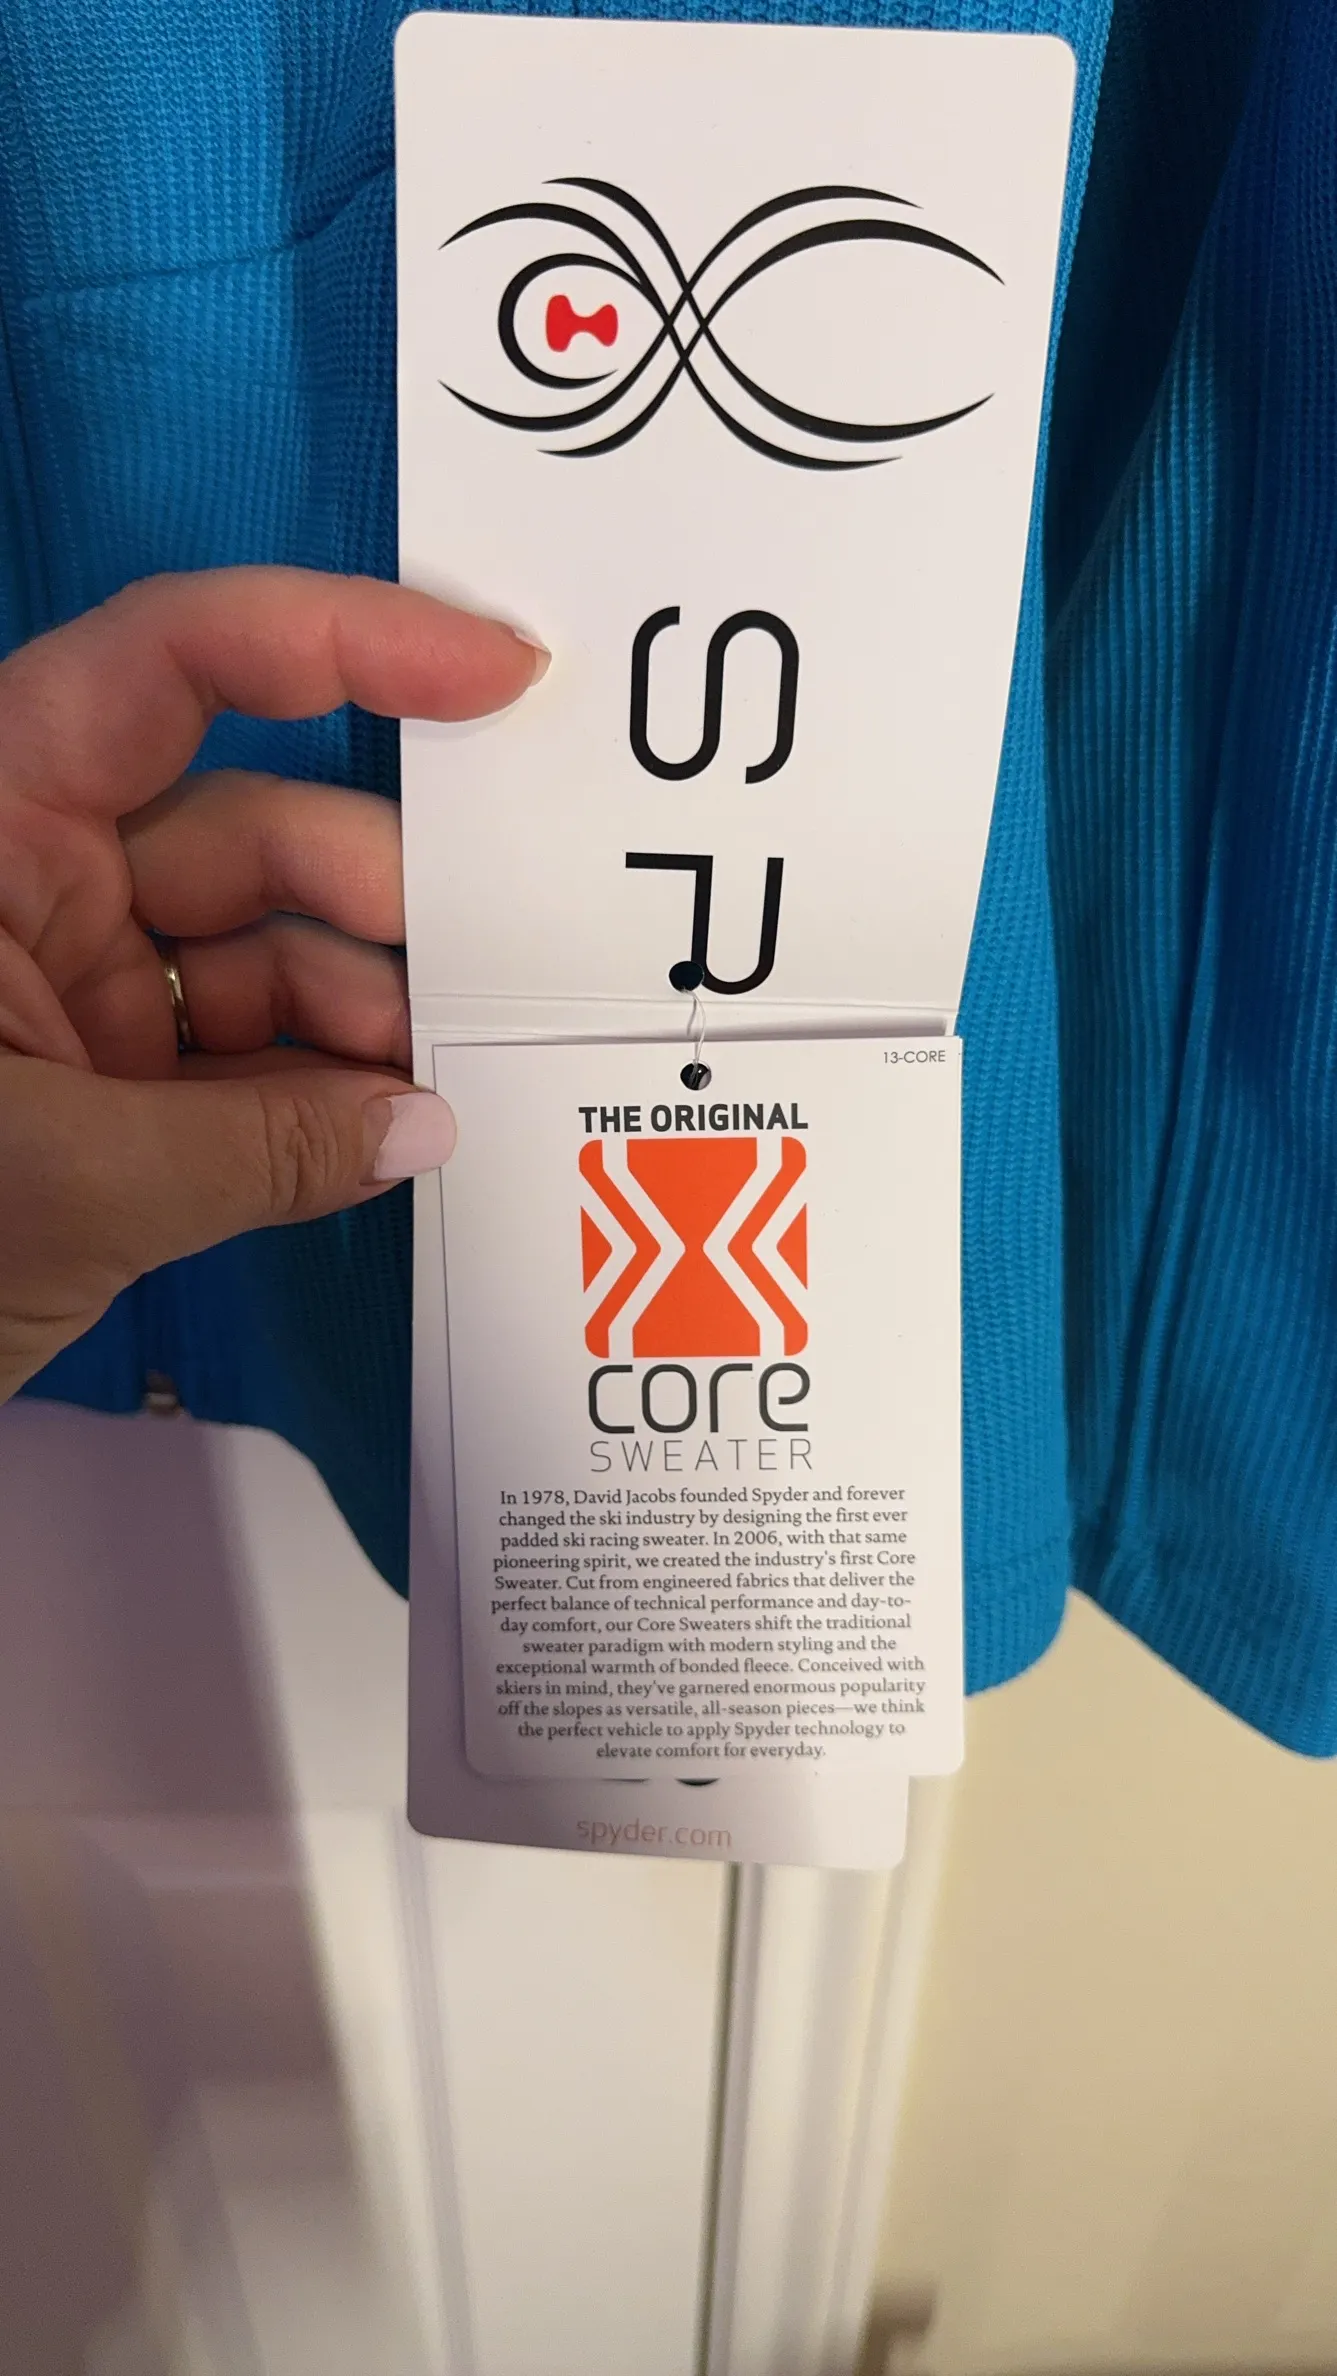 SP
13-CORE
THE ORIGINAL
core
SWEATER
In 1978, David Jacobs founded Spyder and forever
changed the ski industry by designing the first ever
padded ski racing sweater. In 2006, with that same
pioneering spirit, we created the industry's first Core
Sweater. Cut from engineered fabrics that deliver the
perfect balance of technical performance and day-to-
day comfort, our Core Sweaters shift the traditional
sweater paradigm with modern styling and the
exceptional warmth of bonded fleece. Conceived with
skiers in mind, they've garnered enormous popularity
off the slopes as versatile, all-season pieces—we think
the perfect vehicle to apply Spyder technology to
elevate comfort for everyday.
spyder.com